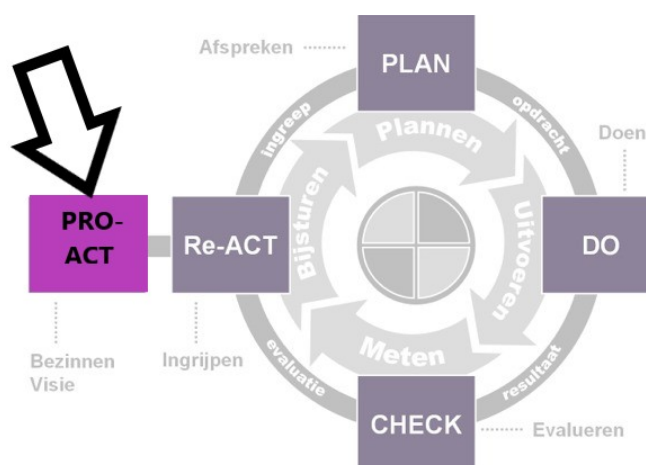 Afspreken
PLAN
ingreep
Plannen
opdracht
Doen
PRO-
ACT
Re-ACT
Bijsturen
Uitvoeren
DO
Bezinnen
Visie
Ingrijpen
evaluatie
Meten
resultaat
CHECK
Evalueren